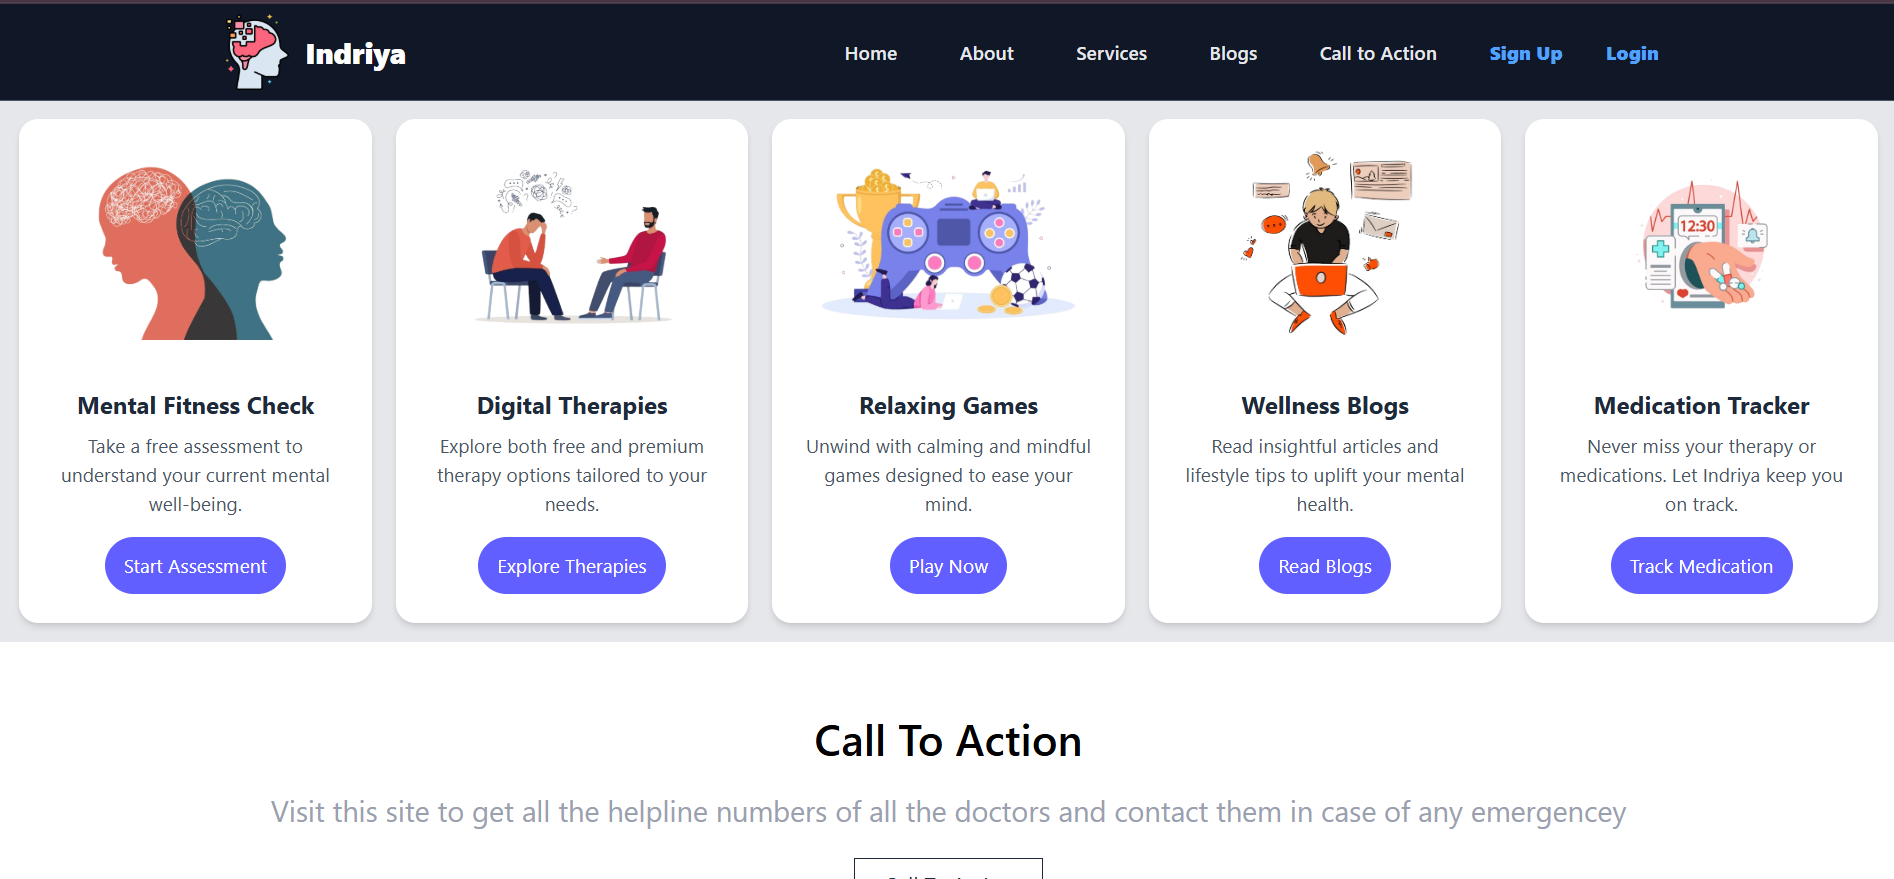 Indriya
Home
About
Services
Blogs
Call to Action
Sign Up
Login
12:30
Mental Fitness Check
Take a free assessment to
understand your current mental
well-being.
Start Assessment
Digital Therapies
Explore both free and premium
therapy options tailored to your
needs.
Explore Therapies
Relaxing Games
Unwind with calming and mindful
games designed to ease your
mind.
Play Now
Wellness Blogs
Read insightful articles and
lifestyle tips to uplift your mental
health.
Read Blogs
Medication Tracker
Never miss your therapy or
medications. Let Indriya keep you
on track.
Track Medication
Call To Action
Visit this site to get all the helpline numbers of all the doctors and contact them in case of any emergencey